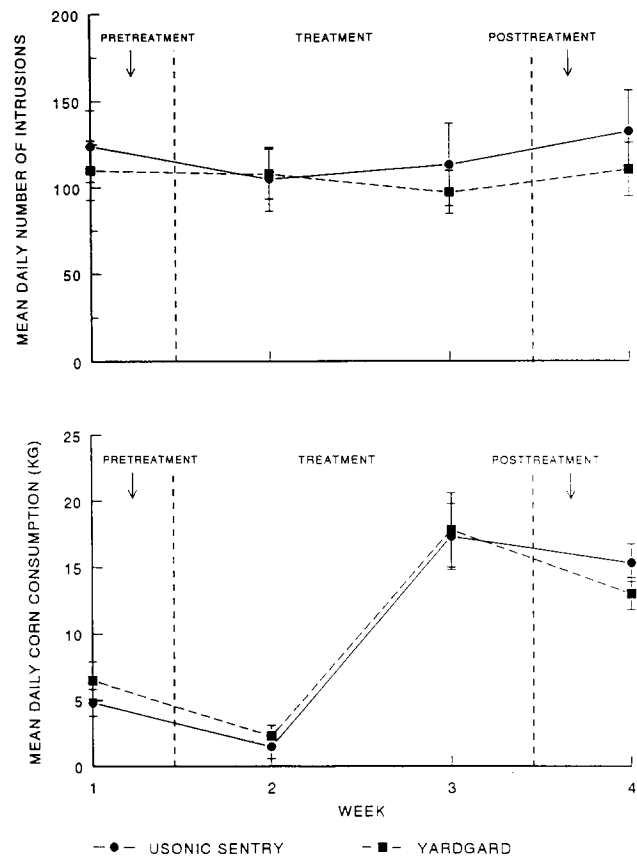 MEAN DAILY NUMBER OF INTRUSIONS
200
150
100
50
0
PRETREATMENT
TREATMENT
POSTTREATMENT
MEAN DAILY CORN CONSUMPTION (KG)
25
20
15
10
5
0
PRETREATMENT
TREATMENT
POSTTREATMENT
1 2 3 4
WEEK
USONIC SENTRY YARDGARD